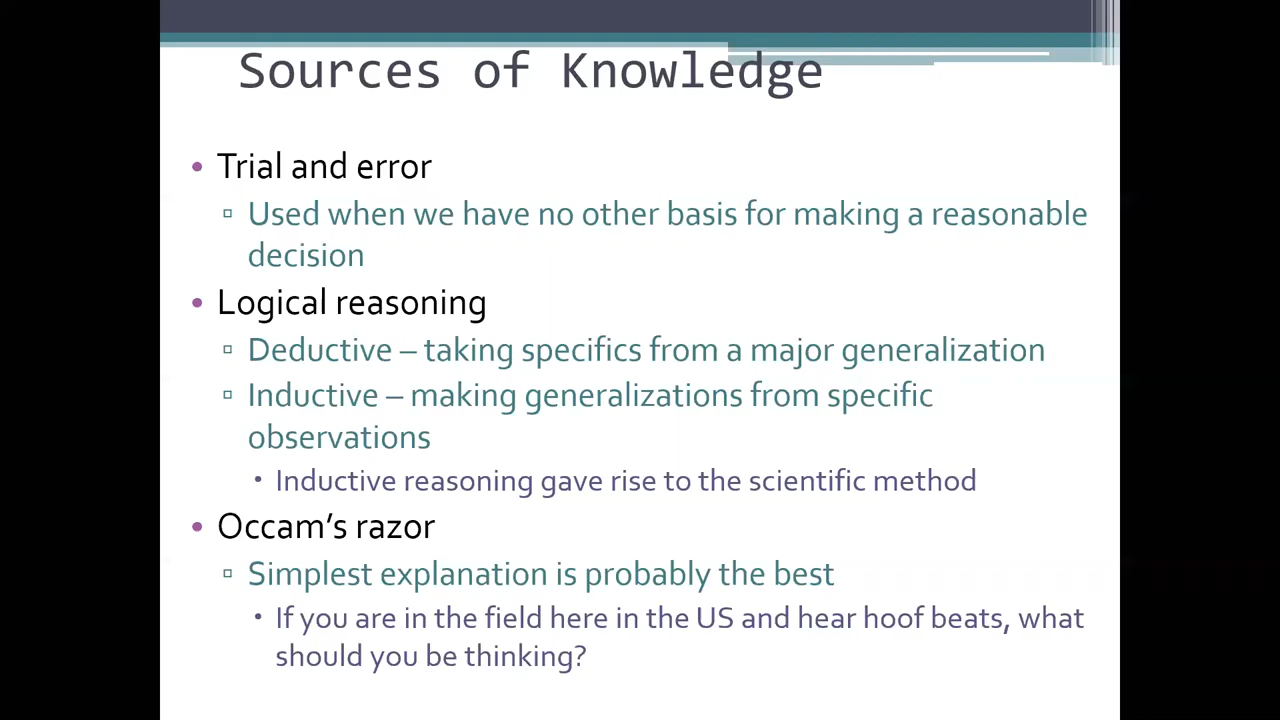 Sources of Knowledge
• Trial and error
▫ Used when we have no other basis for making a reasonable
decision
• Logical reasoning
▫ Deductive – taking specifics from a major generalization
▫ Inductive – making generalizations from specific
observations
• Inductive reasoning gave rise to the scientific method
• Occam’s razor
▫ Simplest explanation is probably the best
• If you are in the field here in the US and hear hoof beats, what
should you be thinking?